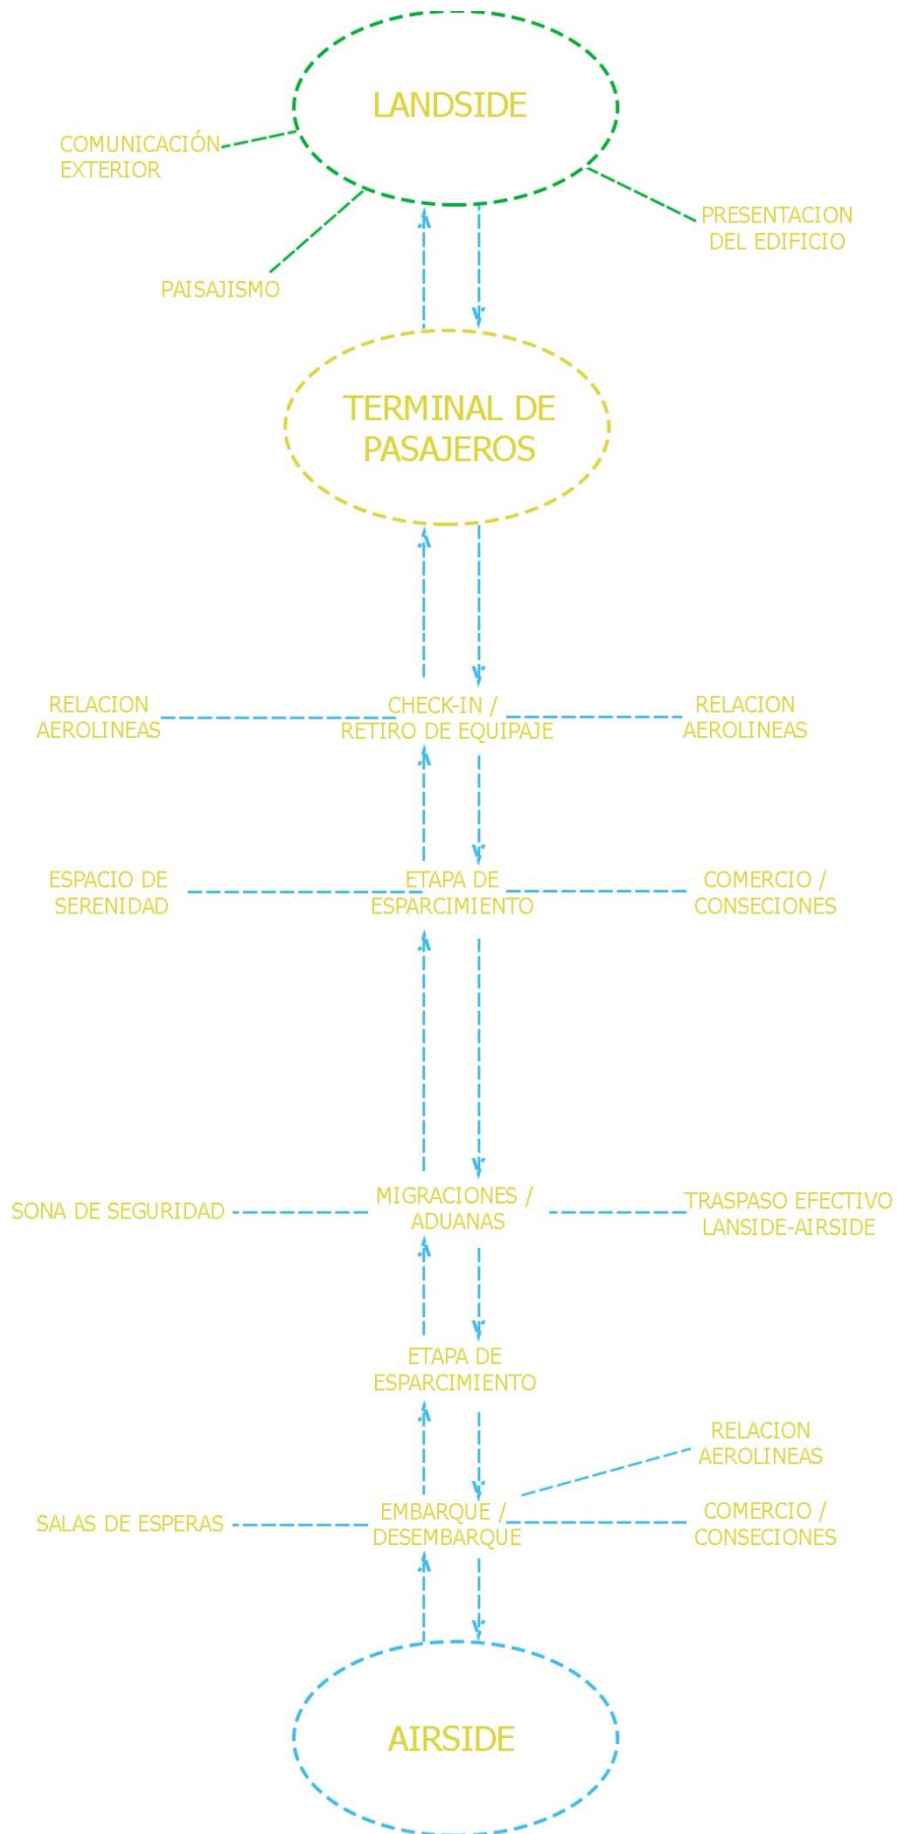 LANDSIDE
COMUNICACIÓN
EXTERIOR
PRESENTACION
DEL EDIFICIO
PAISAJISMO
TERMINAL DE
PASAJEROS
RELACION
AEROLINEAS
CHECK-IN /
RETIRO DE EQUIPAJE
RELACION
AEROLINEAS
ESPACIO DE
SERENIDAD
ETAPA DE
ESPARCIMIENTO
COMERCIO /
CONSECIONES
SONA DE SEGURIDAD
MIGRACIONES /
ADUANAS
TRASPASO EFECTIVO
LANSIDE-AIRSIDE
ETAPA DE
ESPARCIMIENTO
RELACION
AEROLINEAS
SALAS DE ESPERAS
EMBARQUE /
DESEMBARQUE
COMERCIO /
CONSECIONES
AIRSIDE